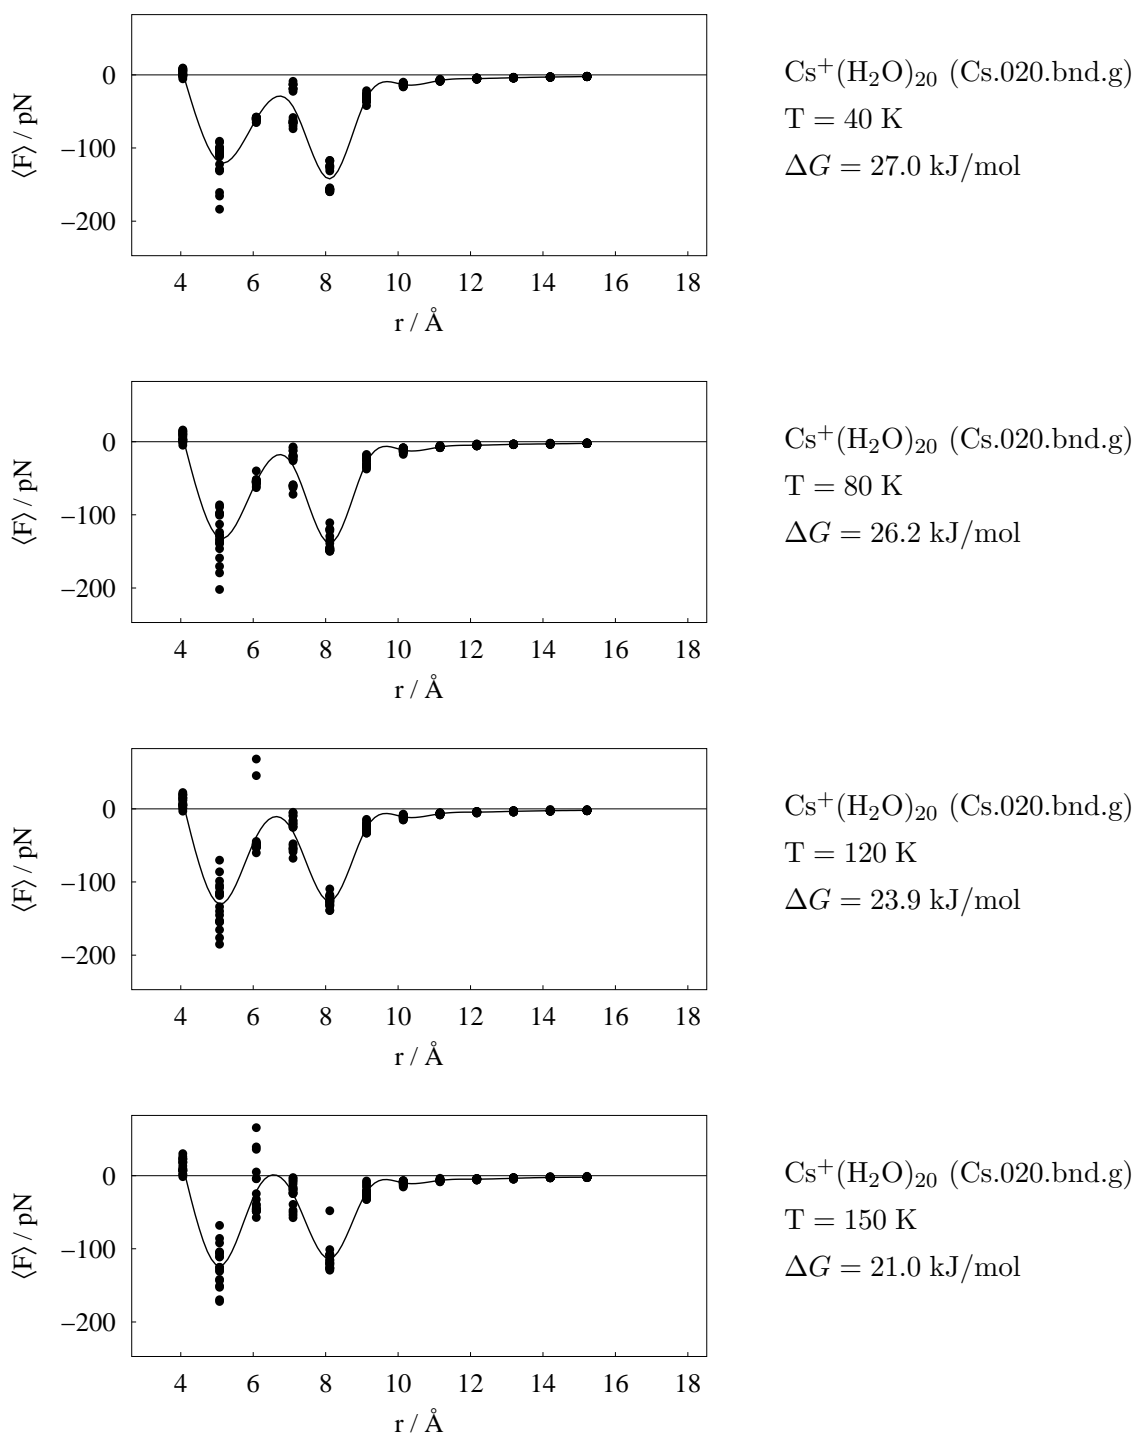 0
−100
−200
⟨F⟩ / pN
4 6 8 10 12 14 16 18
r / Å
Cs⁺(H₂O)₂₀ (Cs.020.bnd.g)
T = 40 K
ΔG = 27.0 kJ/mol
0
−100
−200
⟨F⟩ / pN
4 6 8 10 12 14 16 18
r / Å
Cs⁺(H₂O)₂₀ (Cs.020.bnd.g)
T = 80 K
ΔG = 26.2 kJ/mol
0
−100
−200
⟨F⟩ / pN
4 6 8 10 12 14 16 18
r / Å
Cs⁺(H₂O)₂₀ (Cs.020.bnd.g)
T = 120 K
ΔG = 23.9 kJ/mol
0
−100
−200
⟨F⟩ / pN
4 6 8 10 12 14 16 18
r / Å
Cs⁺(H₂O)₂₀ (Cs.020.bnd.g)
T = 150 K
ΔG = 21.0 kJ/mol